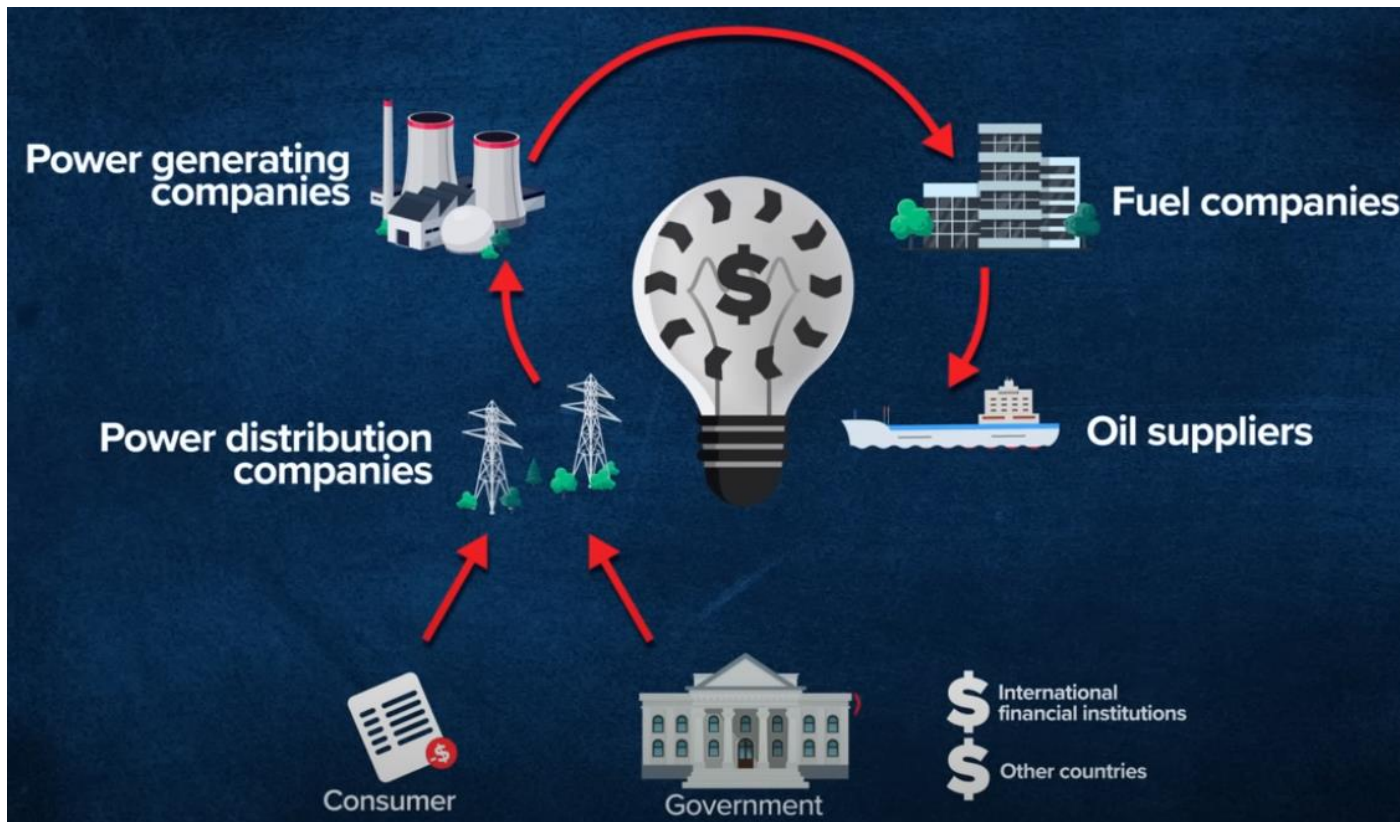 Power generating
companies
Fuel companies
$
Power distribution
companies
Oil suppliers
$
Consumer
Government
$ International
financial institutions
$ Other countries